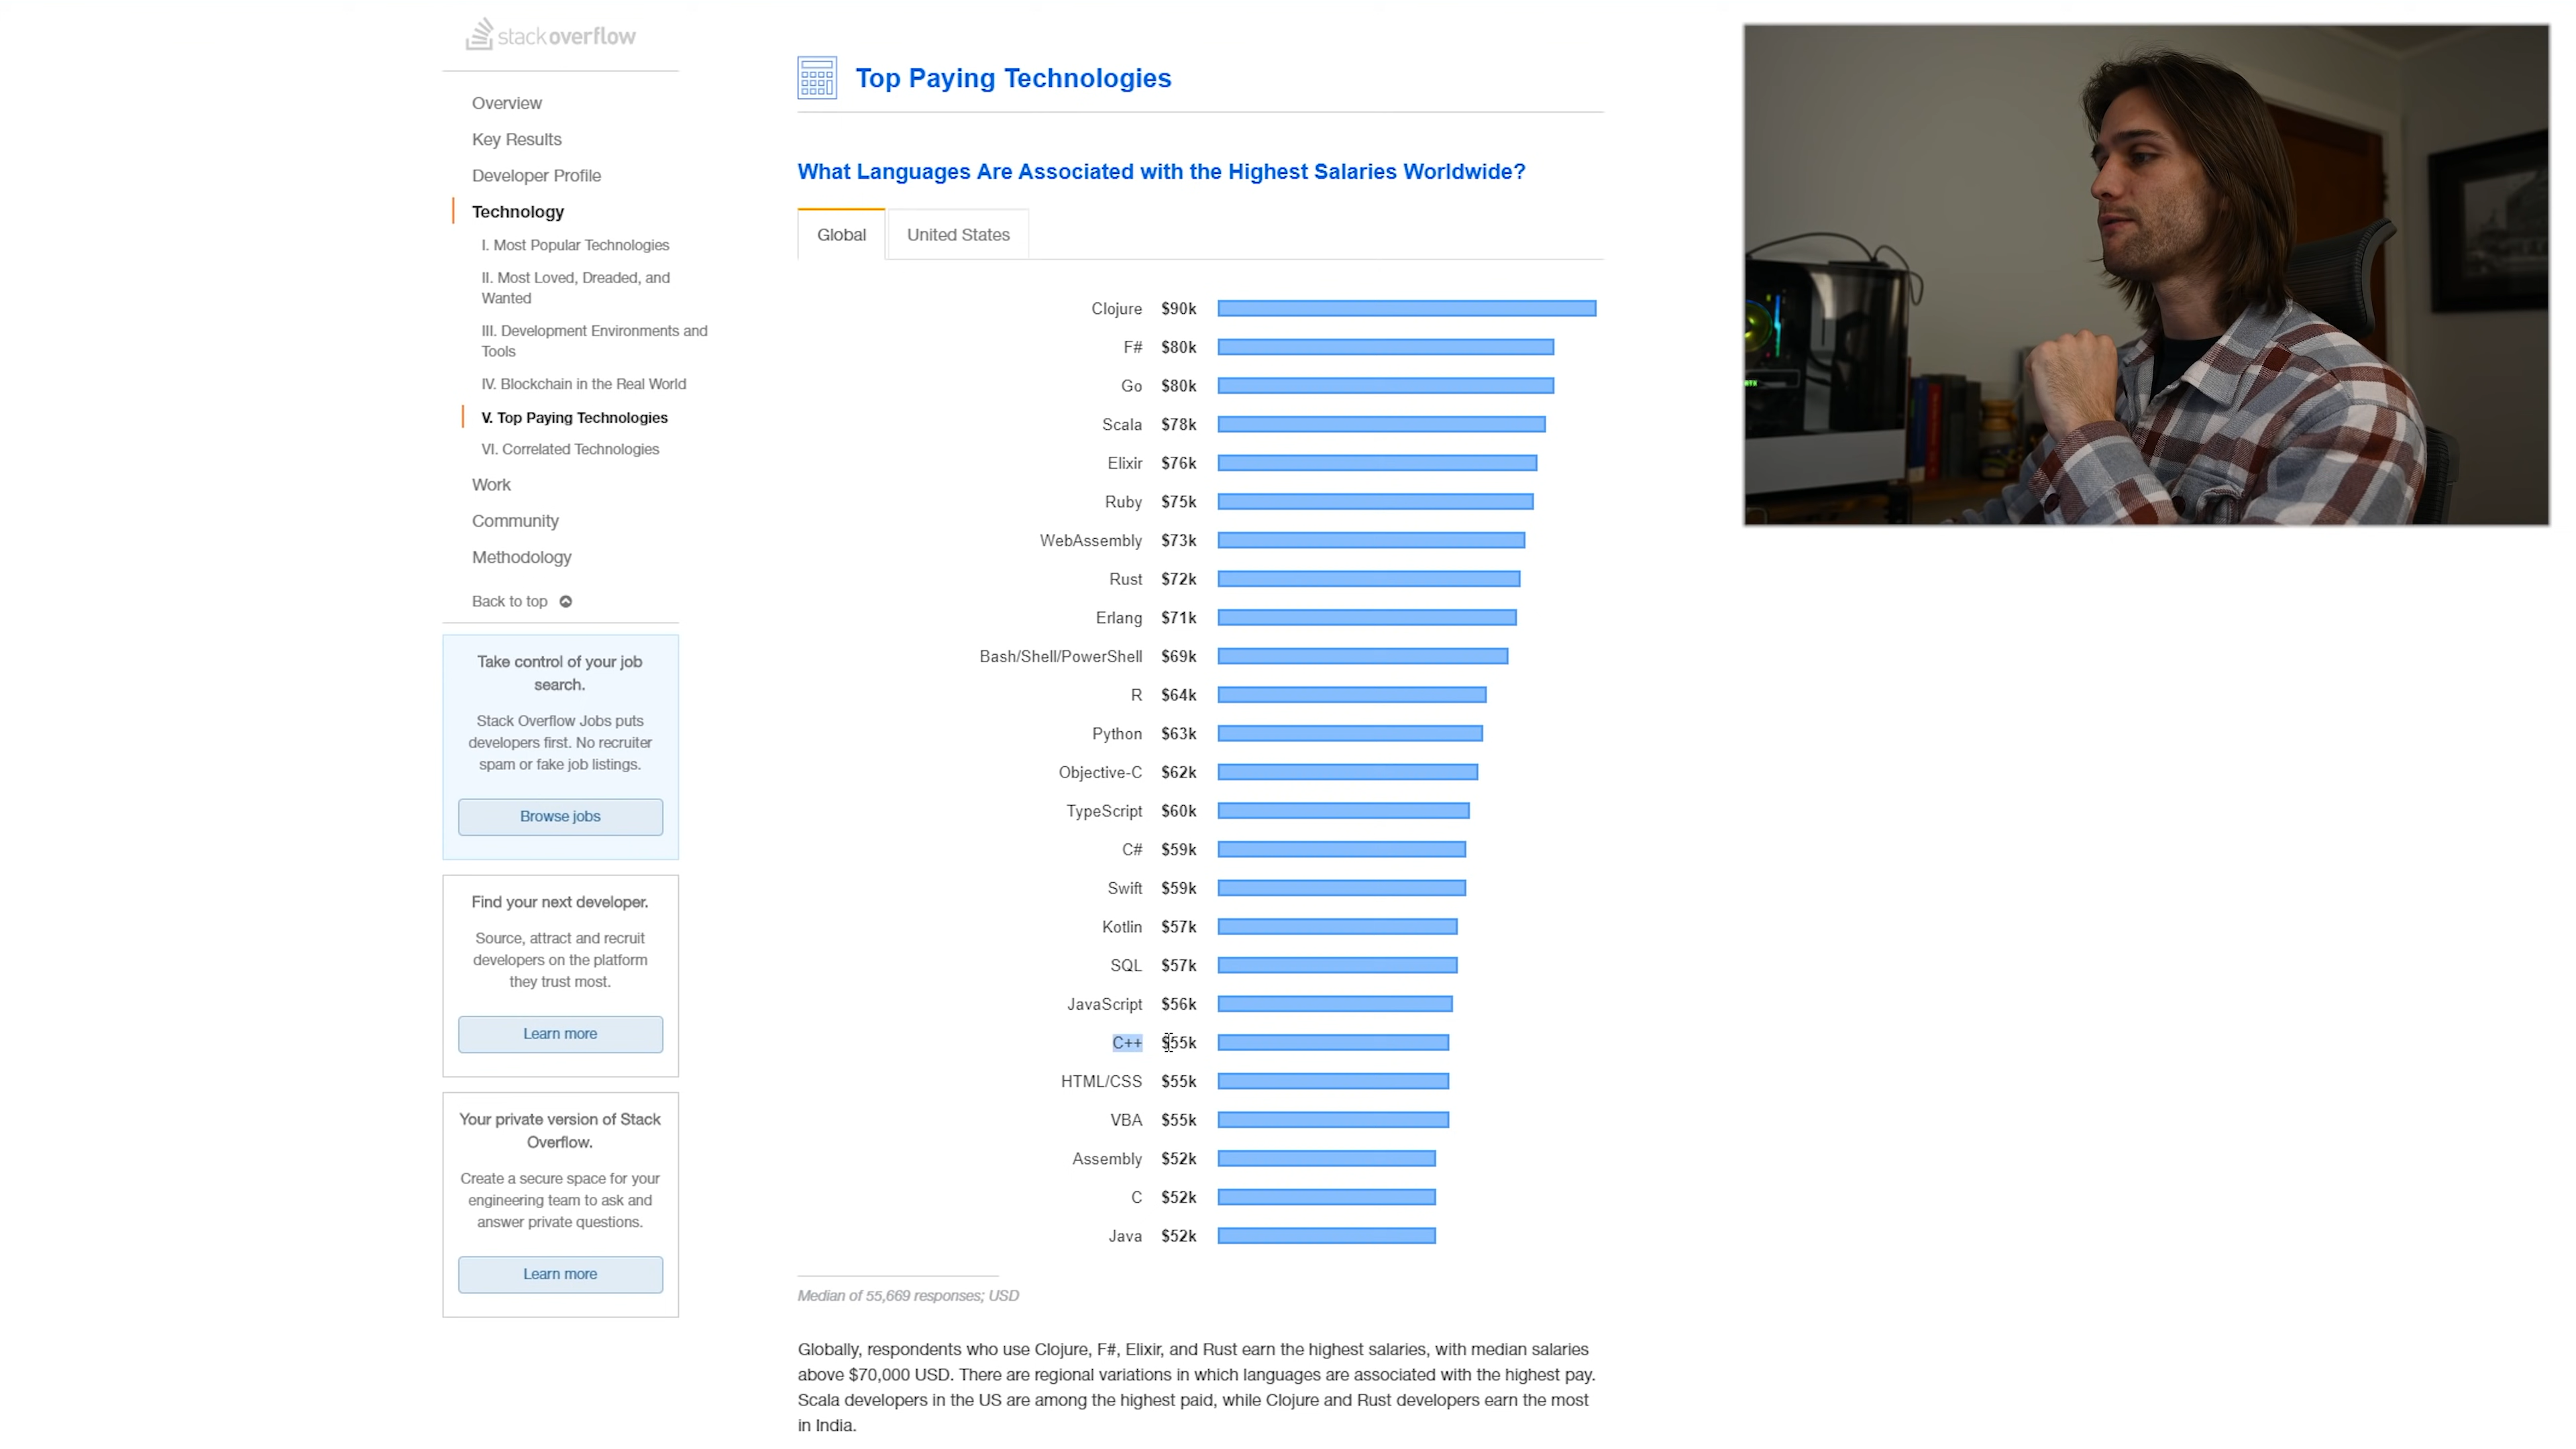 stackoverflow
Overview
Key Results
Developer Profile
Technology
I. Most Popular Technologies
II. Most Loved, Dreaded, and
Wanted
III. Development Environments and
Tools
IV. Blockchain in the Real World
V. Top Paying Technologies
VI. Correlated Technologies
Work
Community
Methodology
Back to top
Take control of your job
search.
Stack Overflow Jobs puts
developers first. No recruiter
spam or fake job listings.
Browse jobs
Find your next developer.
Source, attract and recruit
developers on the platform
they trust most.
Learn more
Your private version of Stack
Overflow.
Create a secure space for your
engineering team to ask and
answer private questions.
Learn more
Top Paying Technologies
What Languages Are Associated with the Highest Salaries Worldwide?
Global United States
Clojure $90k
F# $80k
Go $80k
Scala $78k
Elixir $76k
Ruby $75k
WebAssembly $73k
Rust $72k
Erlang $71k
Bash/Shell/PowerShell $69k
R $64k
Python $63k
Objective-C $62k
TypeScript $60k
C# $59k
Swift $59k
Kotlin $57k
SQL $57k
JavaScript $56k
C++ $55k
HTML/CSS $55k
VBA $55k
Assembly $52k
C $52k
Java $52k
Median of 55,669 responses; USD
Globally, respondents who use Clojure, F#, Elixir, and Rust earn the highest salaries, with median salaries
above $70,000 USD. There are regional variations in which languages are associated with the highest pay.
Scala developers in the US are among the highest paid, while Clojure and Rust developers earn the most
in India.